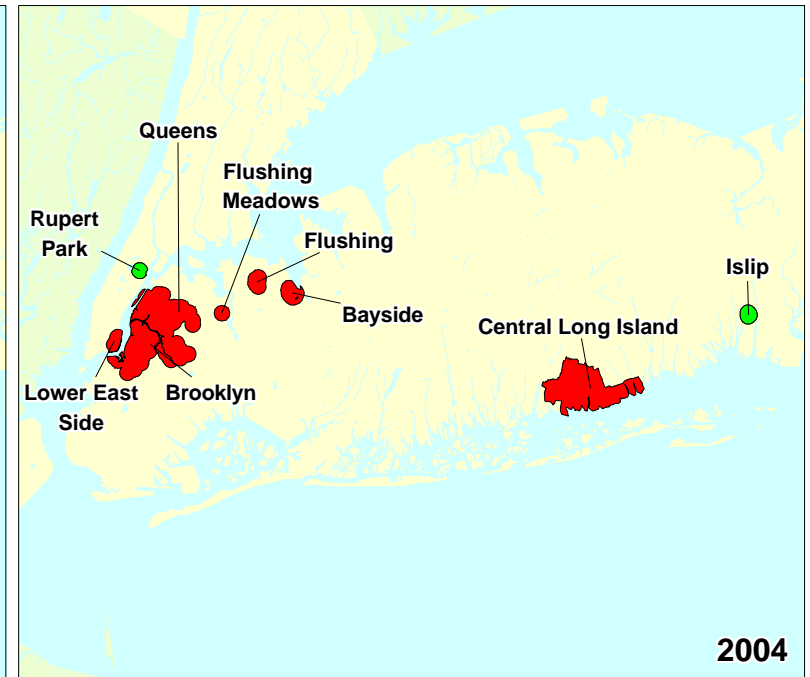 Queens
Flushing
Meadows
Rupert
Park
Flushing
Islip
Bayside
Central Long Island
Lower East
Side
Brooklyn
2004